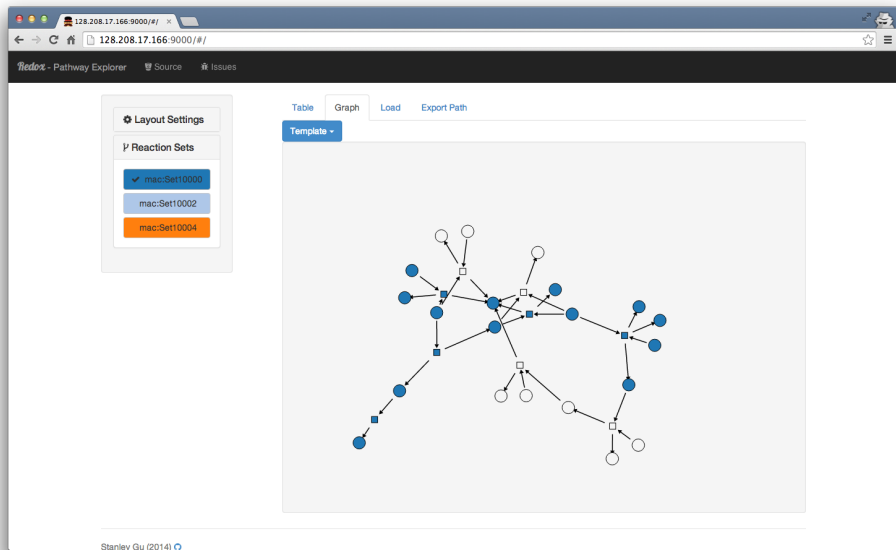 128.208.17.166:9000/#/
128.208.17.166:9000/#/
Redox - Pathway Explorer Source Issues
Layout Settings
Reaction Sets
mac:Set10000
mac:Set10002
mac:Set10004
Table Graph Load Export Path
Template
Stanley Gu (2014)